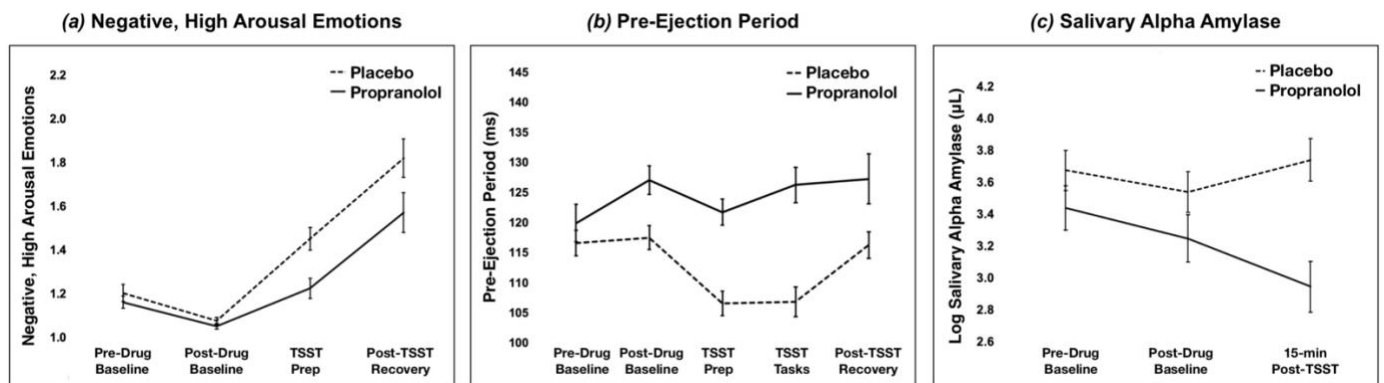 (a) Negative, High Arousal Emotions
Negative, High Arousal Emotions
2.2
2.0
1.8
1.6
1.4
1.2
1.0
Placebo
Propranolol
Pre-Drug
Baseline
Post-Drug
Baseline
TSST
Prep
Post-TSST
Recovery
(b) Pre-Ejection Period
Pre-Ejection Period (ms)
145
140
135
130
125
120
115
110
105
100
Placebo
Propranolol
Pre-Drug
Baseline
Post-Drug
Baseline
TSST
Prep
TSST
Tasks
Post-TSST
Recovery
(c) Salivary Alpha Amylase
Log Salivary Alpha Amylase (μL)
4.2
4.0
3.8
3.6
3.4
3.2
3.0
2.8
2.6
Placebo
Propranolol
Pre-Drug
Baseline
Post-Drug
Baseline
15-min
Post-TSST